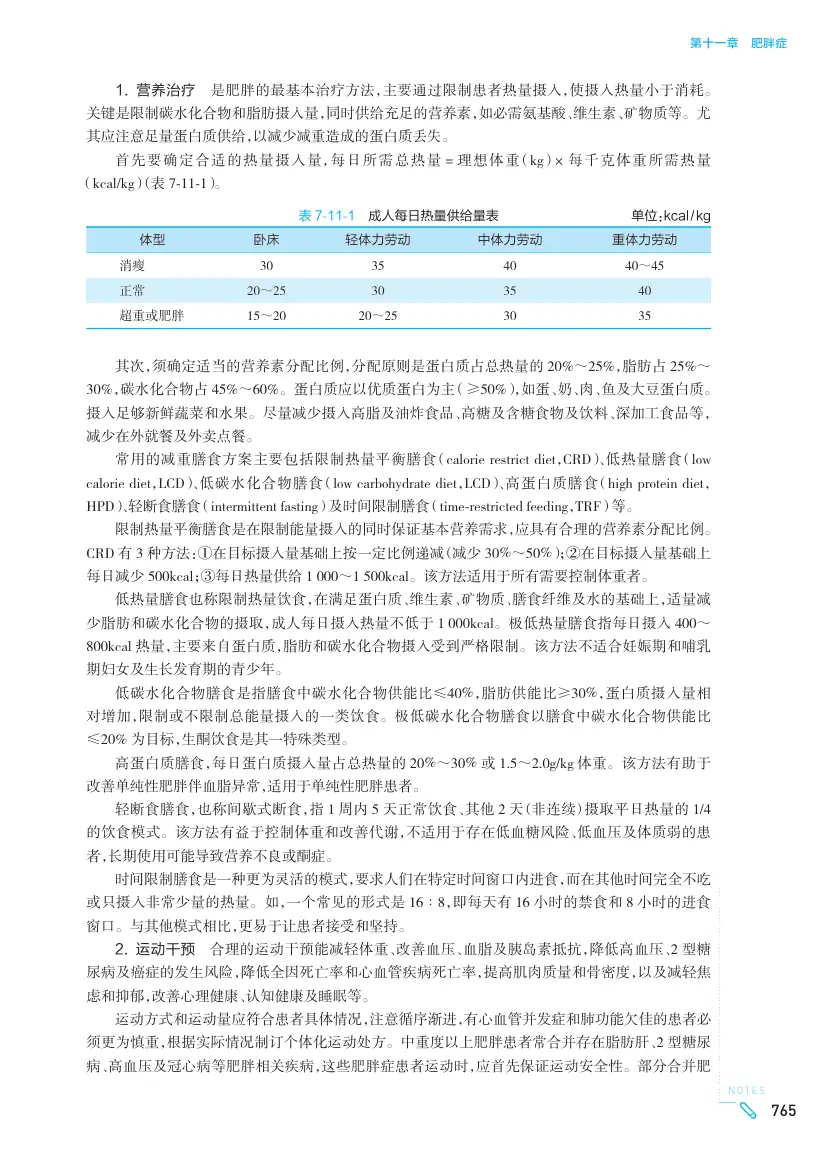 第十一章 肥胖症
1. 营养治疗 是肥胖的最基本治疗方法，主要通过限制患者热量摄入，使摄入热量小于消耗。
关键是限制碳水化合物和脂肪摄入量，同时供给充足的营养素，如必需氨基酸、维生素、矿物质等。尤
其应注意足量蛋白质供给，以减少减重造成的蛋白质丢失。
首先要确定合适的热量摄入量，每日所需总热量 = 理想体重（kg）× 每千克体重所需热量
（kcal/kg）（表 7-11-1）。
表 7-11-1 成人每日热量供给量表 单位：kcal/kg
体型 卧床 轻体力劳动 中体力劳动 重体力劳动
消瘦 30 35 40 40～45
正常 20～25 30 35 40
超重或肥胖 15～20 20～25 30 35
其次，须确定适当的营养素分配比例，分配原则是蛋白质占总热量的 20%～25%，脂肪占 25%～
30%，碳水化合物占 45%～60%。蛋白质应以优质蛋白为主（≥50%），如蛋、奶、肉、鱼及大豆蛋白质。
摄入足够新鲜蔬菜和水果。尽量减少摄入高脂及油炸食品、高糖及含糖食物及饮料、深加工食品等，
减少在外就餐及外卖点餐。
常用的减重膳食方案主要包括限制热量平衡膳食（calorie restrict diet，CRD）、低热量膳食（low
calorie diet，LCD）、低碳水化合物膳食（low carbohydrate diet，LCD）、高蛋白质膳食（high protein diet，
HPD）、轻断食膳食（intermittent fasting）及时间限制膳食（time-restricted feeding，TRF）等。
限制热量平衡膳食是在限制能量摄入的同时保证基本营养需求，应具有合理的营养素分配比例。
CRD 有 3 种方法：①在目标摄入量基础上按一定比例递减（减少 30%～50%）；②在目标摄入量基础上
每日减少 500kcal；③每日热量供给 1 000～1 500kcal。该方法适用于所有需要控制体重者。
低热量膳食也称限制热量饮食，在满足蛋白质、维生素、矿物质、膳食纤维及水的基础上，适量减
少脂肪和碳水化合物的摄取，成人每日摄入热量不低于 1 000kcal。极低热量膳食指每日摄入 400～
800kcal 热量，主要来自蛋白质，脂肪和碳水化合物摄入受到严格限制。该方法不适合妊娠期和哺乳
期妇女及生长发育期的青少年。
低碳水化合物膳食是指膳食中碳水化合物供能比≤40%，脂肪供能比≥30%，蛋白质摄入量相
对增加，限制或不限制总能量摄入的一类饮食。极低碳水化合物膳食以膳食中碳水化合物供能比
≤20% 为目标，生酮饮食是其一特殊类型。
高蛋白质膳食，每日蛋白质摄入量占总热量的 20%～30% 或 1.5～2.0g/kg 体重。该方法有助于
改善单纯性肥胖伴血脂异常，适用于单纯性肥胖患者。
轻断食膳食，也称间歇式断食，指 1 周内 5 天正常饮食、其他 2 天（非连续）摄取平日热量的 1/4
的饮食模式。该方法有益于控制体重和改善代谢，不适用于存在低血糖风险、低血压及体质弱的患
者，长期使用可能导致营养不良或酮症。
时间限制膳食是一种更为灵活的模式，要求人们在特定时间窗口内进食，而在其他时间完全不吃
或只摄入非常少量的热量。如，一个常见的形式是 16∶8，即每天有 16 小时的禁食和 8 小时的进食
窗口。与其他模式相比，更易于让患者接受和坚持。
2. 运动干预 合理的运动干预能减轻体重、改善血压、血脂及胰岛素抵抗，降低高血压、2 型糖
尿病及癌症的发生风险，降低全因死亡率和心血管疾病死亡率，提高肌肉质量和骨密度，以及减轻焦
虑和抑郁，改善心理健康、认知健康及睡眠等。
运动方式和运动量应符合患者具体情况，注意循序渐进，有心血管并发症和肺功能欠佳的患者必
须更为慎重，根据实际情况制订个体化运动处方。中重度以上肥胖患者常合并存在脂肪肝、2 型糖尿
病、高血压及冠心病等肥胖相关疾病，这些肥胖症患者运动时，应首先保证运动安全性。部分合并肥
NOTES
765